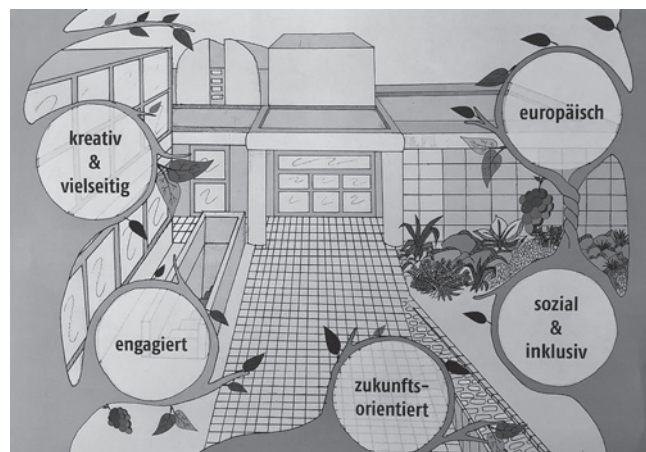 kreativ
&
vielseitig
europäisch
engagiert
sozial
&
inklusiv
zukunfts-
orientiert